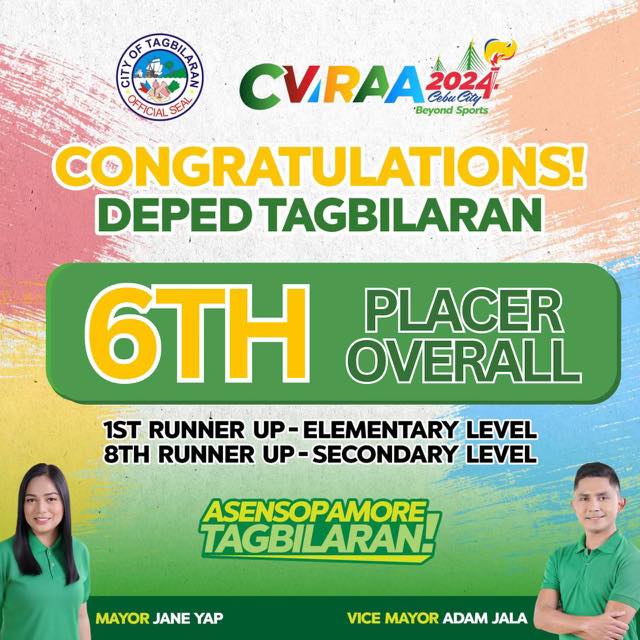 CITY OF TAGBILARAN
OFFICIAL SEAL
CVIRAA 2024
Cebu City
Beyond Sports
CONGRATULATIONS!
DEPED TAGBILARAN
6TH PLACER
OVERALL
1ST RUNNER UP - ELEMENTARY LEVEL
8TH RUNNER UP - SECONDARY LEVEL
ASENSOPAMORE
TAGBILARAN!
MAYOR JANE YAP
VICE MAYOR ADAM JALA